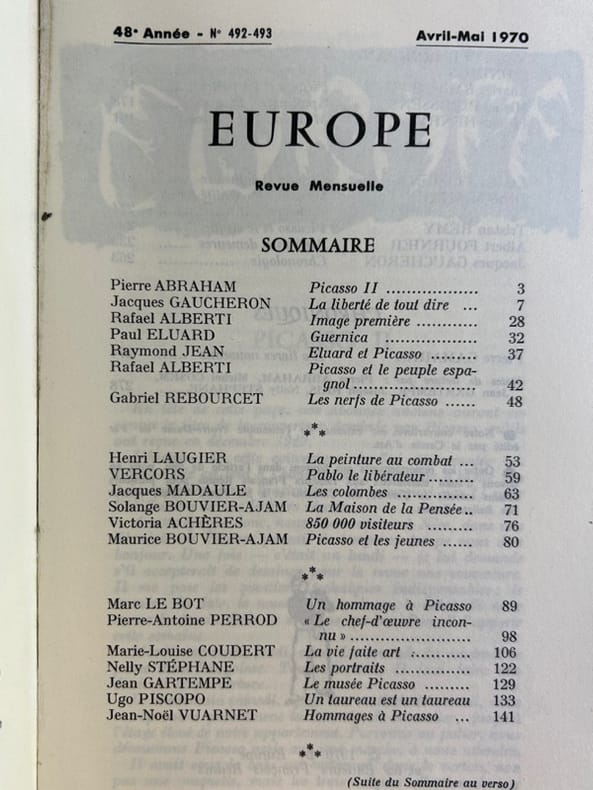 48e Année - N° 492-493 Avril-Mai 1970
EUROPE
Revue Mensuelle
SOMMAIRE
Pierre ABRAHAM Picasso II .................. 3
Jacques GAUCHERON La liberté de tout dire ... 7
Rafael ALBERTI Image première ............ 28
Paul ELUARD Guernica .................. 32
Raymond JEAN Eluard et Picasso ......... 37
Rafael ALBERTI Picasso et le peuple espa-
gnol ........................ 42
Gabriel REBOURCET Les nerfs de Picasso ...... 48
***
Henri LAUGIER La peinture au combat ... 53
VERCORS Pablo le libérateur ......... 59
Jacques MADAULE Les colombes ............... 63
Solange BOUVIER-AJAM La Maison de la Pensée .. 71
Victoria ACHÈRES 850 000 visiteurs ......... 76
Maurice BOUVIER-AJAM Picasso et les jeunes ...... 80
***
Marc LE BOT Un hommage à Picasso 89
Pierre-Antoine PERROD « Le chef-d'œuvre incon-
nu » ........................ 98
Marie-Louise COUDERT La vie faite art ............ 106
Nelly STÉPHANE Les portraits ............... 122
Jean GARTEMPE Le musée Picasso ......... 129
Ugo PISCOPO Un taureau est un taureau 133
Jean-Noël VUARNET Hommages à Picasso ... 141
***
(Suite du Sommaire au verso)